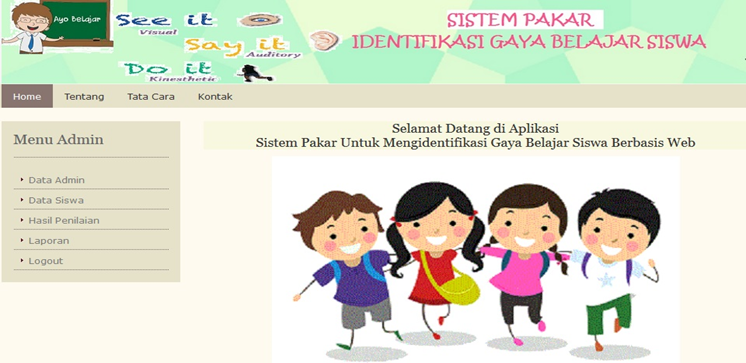 Ayo Belajar
See it
Visual
Say it
Auditory
Do it
Kinesthetic
SISTEM PAKAR
IDENTIFIKASI GAYA BELAJAR SISWA
Home Tentang Tata Cara Kontak
Menu Admin
Data Admin
Data Siswa
Hasil Penilaian
Laporan
Logout
Selamat Datang di Aplikasi
Sistem Pakar Untuk Mengidentifikasi Gaya Belajar Siswa Berbasis Web